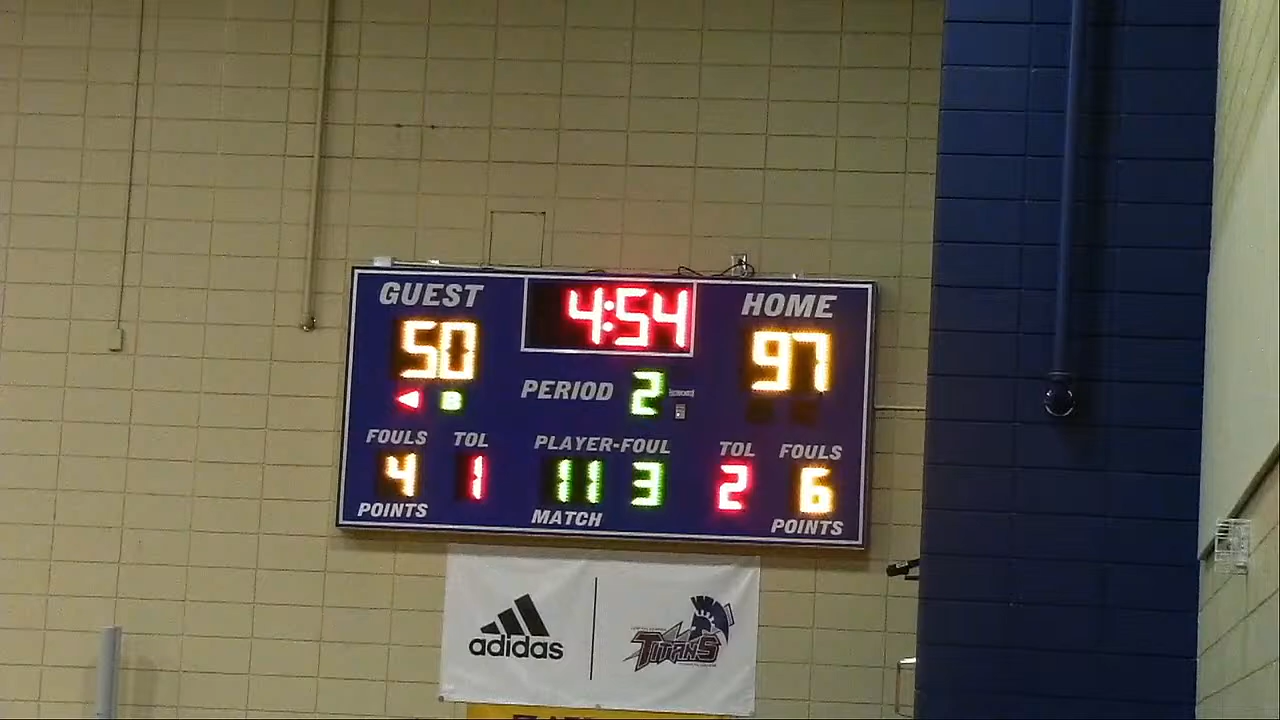 GUEST
4:54
HOME
50
97
PERIOD 2
B
FOULS TOL PLAYER-FOUL TOL FOULS
4 1 11 3 2 6
POINTS MATCH POINTS
adidas
TITANS